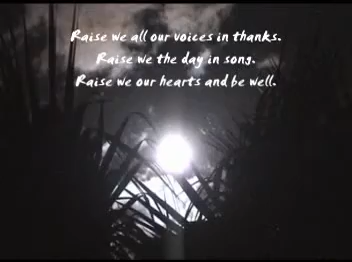 Raise we all our voices in thanks.
Raise we the day in song.
Raise we our hearts and be well.